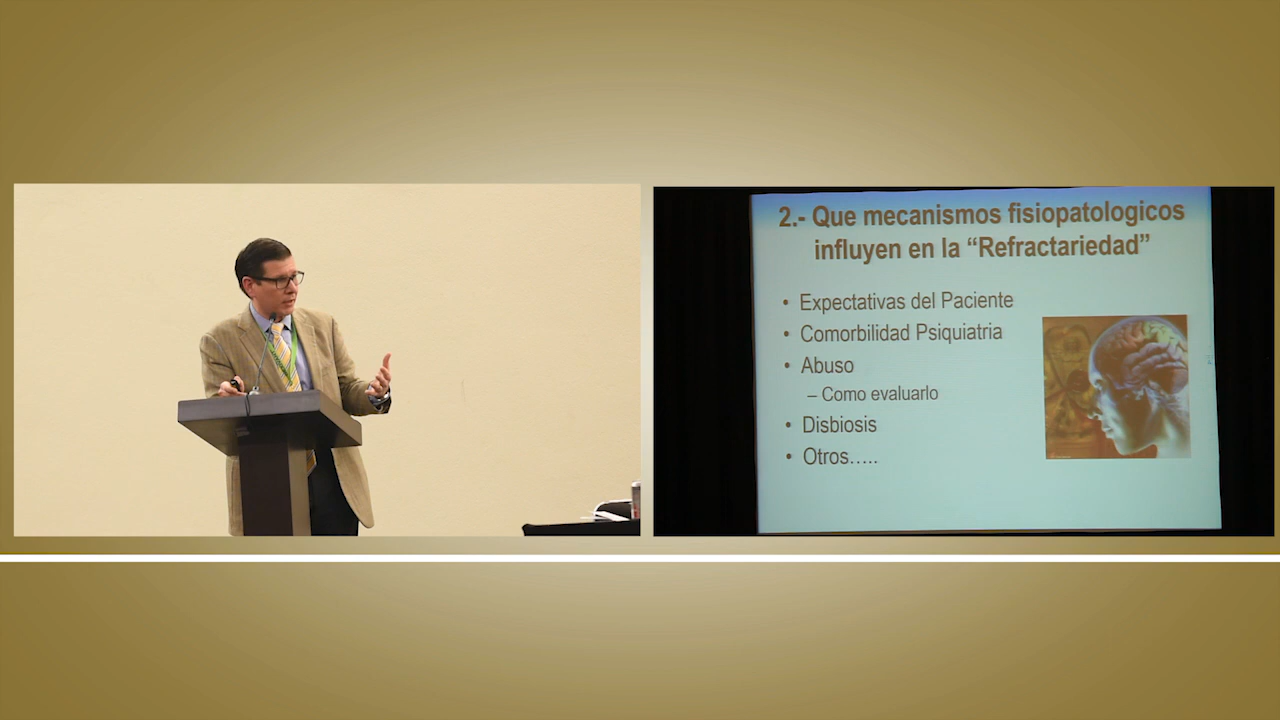 2.- Que mecanismos fisiopatologicos
influyen en la “Refractariedad”
• Expectativas del Paciente
• Comorbilidad Psiquiatria
• Abuso
– Como evaluarlo
• Disbiosis
• Otros…..